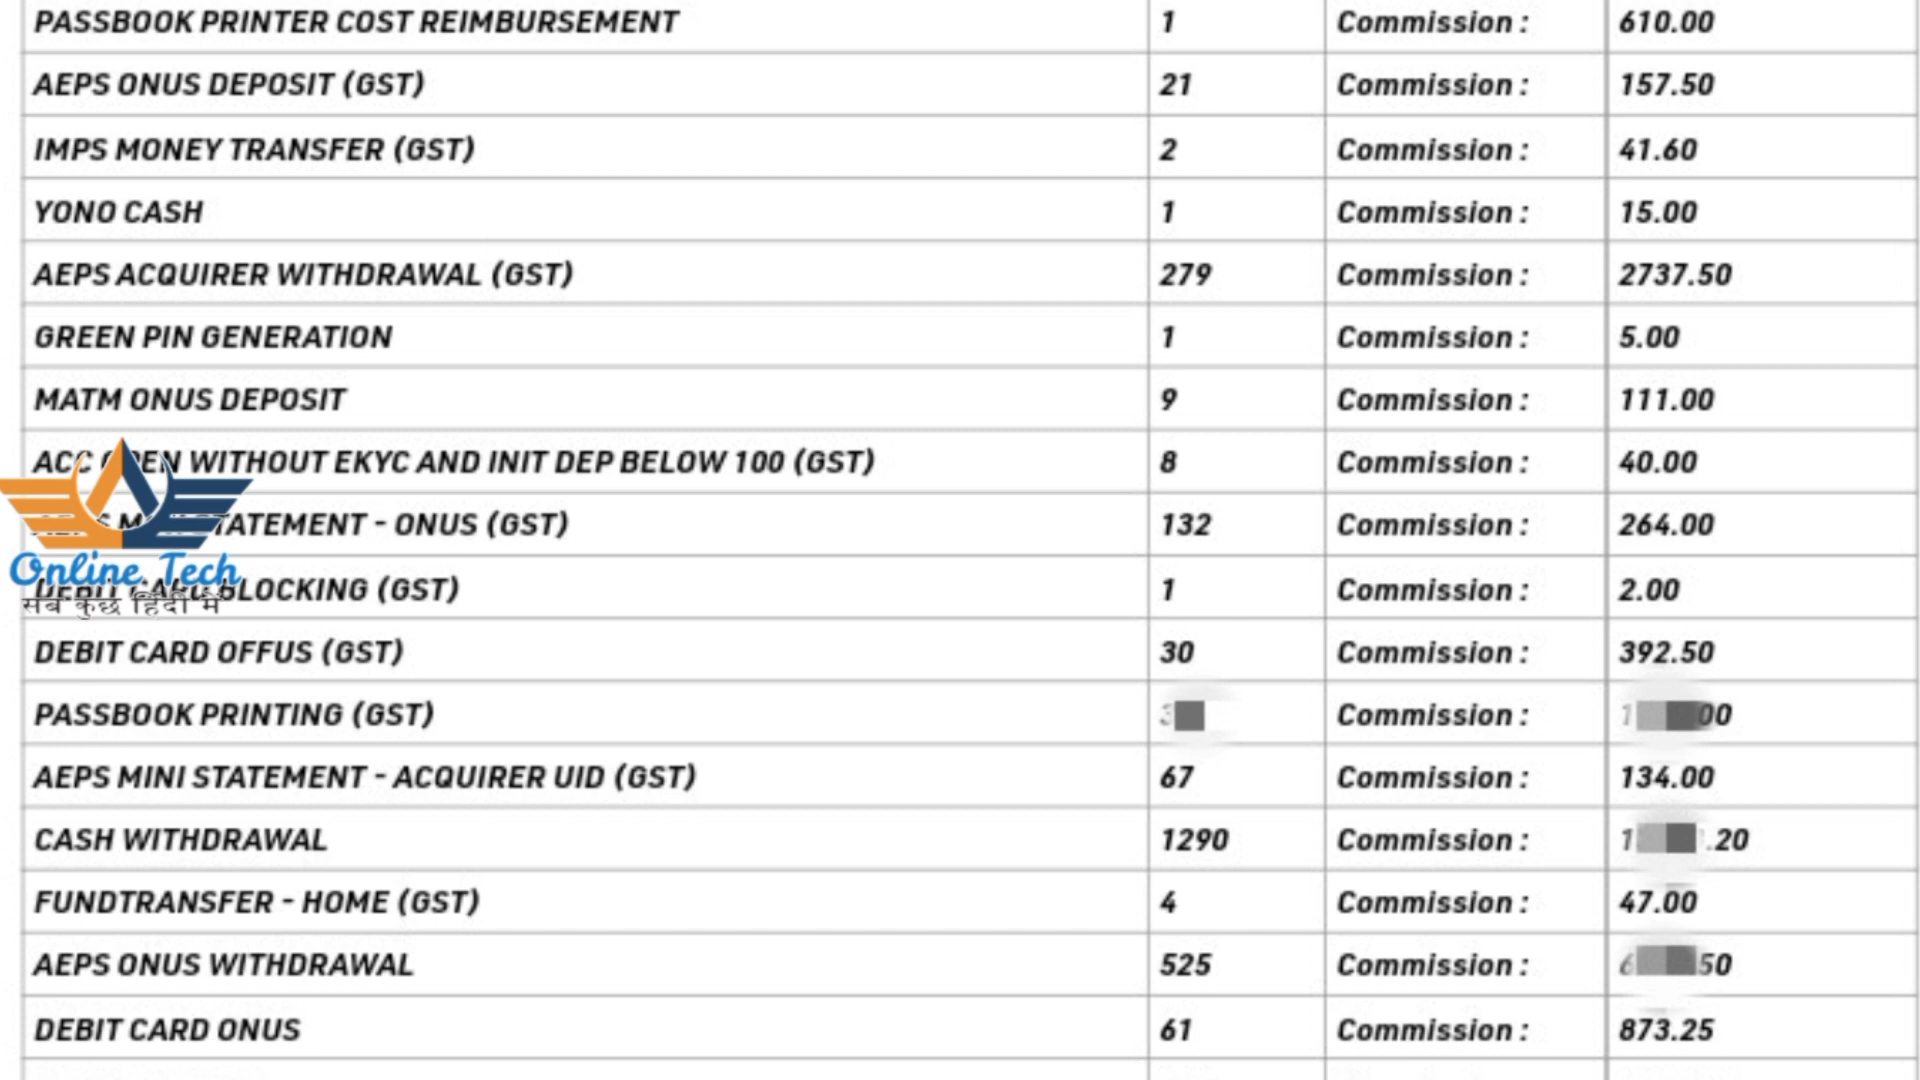 PASSBOOK PRINTER COST REIMBURSEMENT 1 Commission : 610.00
AEPS ONUS DEPOSIT (GST) 21 Commission : 157.50
IMPS MONEY TRANSFER (GST) 2 Commission : 41.60
YONO CASH 1 Commission : 15.00
AEPS ACQUIRER WITHDRAWAL (GST) 279 Commission : 2737.50
GREEN PIN GENERATION 1 Commission : 5.00
MATM ONUS DEPOSIT 9 Commission : 111.00
ACC OPEN WITHOUT EKYC AND INIT DEP BELOW 100 (GST) 8 Commission : 40.00
STATEMENT - ONUS (GST) 132 Commission : 264.00
Online Tech
DEBIT CARD BLOCKING (GST) 1 Commission : 2.00
सब कुछ हिंदी में
DEBIT CARD OFFUS (GST) 30 Commission : 392.50
PASSBOOK PRINTING (GST) Commission :
AEPS MINI STATEMENT - ACQUIRER UID (GST) 67 Commission : 134.00
CASH WITHDRAWAL 1290 Commission :
FUNDTRANSFER - HOME (GST) 4 Commission : 47.00
AEPS ONUS WITHDRAWAL 525 Commission :
DEBIT CARD ONUS 61 Commission : 873.25